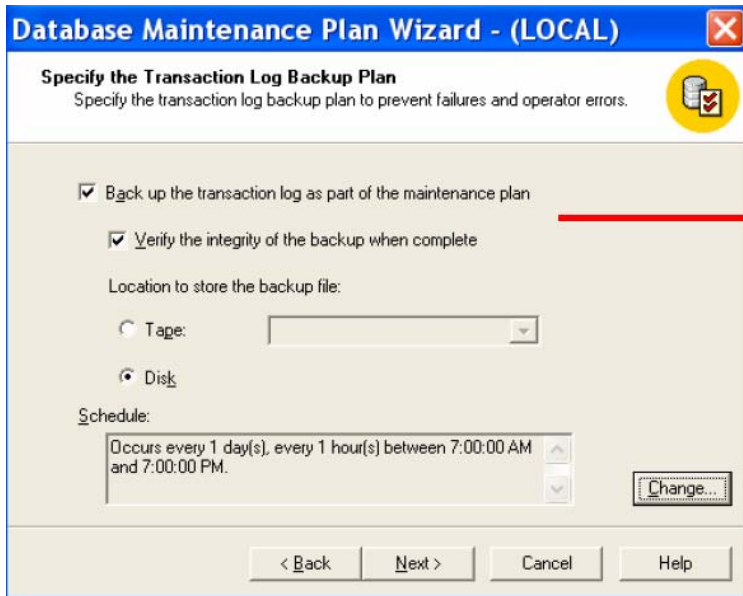 Database Maintenance Plan Wizard - (LOCAL)
Specify the Transaction Log Backup Plan
Specify the transaction log backup plan to prevent failures and operator errors.
Back up the transaction log as part of the maintenance plan
Verify the integrity of the backup when complete
Location to store the backup file:
Tape:
Disk
Schedule:
Occurs every 1 day(s), every 1 hour(s) between 7:00:00 AM
and 7:00:00 PM.
Change...
< Back
Next >
Cancel
Help